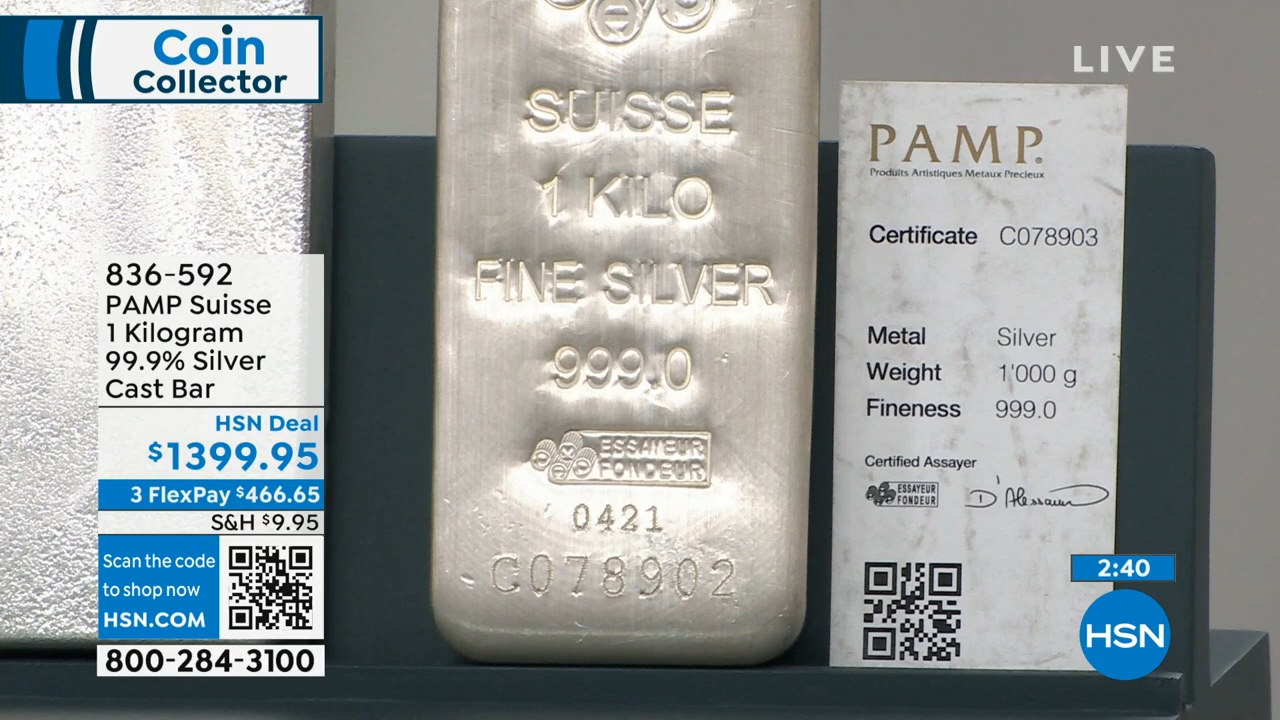 Coin
Collector
LIVE
836-592
PAMP Suisse
1 Kilogram
99.9% Silver
Cast Bar
HSN Deal
$1399.95
3 FlexPay $466.65
S&H $9.95
Scan the code
to shop now
HSN.COM
800-284-3100
SUISSE
1 KILO
FINE SILVER
999.0
ESSAYEUR
FONDEUR
0421
C078902
PAMP.
Produits Artistiques Metaux Precieux
Certificate C078903
Metal Silver
Weight 1'000 g
Fineness 999.0
Certified Assayer
ESSAYEUR
FONDEUR
2:40
HSN